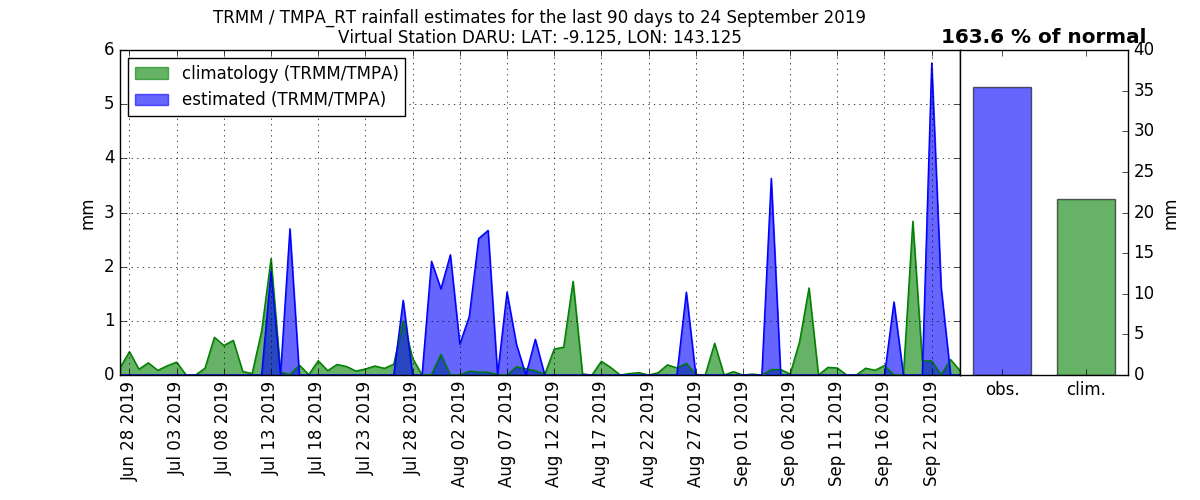 TRMM / TMPA_RT rainfall estimates for the last 90 days to 24 September 2019
Virtual Station DARU: LAT: -9.125, LON: 143.125
163.6 % of normal
climatology (TRMM/TMPA)
estimated (TRMM/TMPA)
6
5
4
3
2
1
0
mm
Jun 28 2019
Jul 03 2019
Jul 08 2019
Jul 13 2019
Jul 18 2019
Jul 23 2019
Jul 28 2019
Aug 02 2019
Aug 07 2019
Aug 12 2019
Aug 17 2019
Aug 22 2019
Aug 27 2019
Sep 01 2019
Sep 06 2019
Sep 11 2019
Sep 16 2019
Sep 21 2019
obs.
clim.
40
35
30
25
20
15
10
5
0
mm